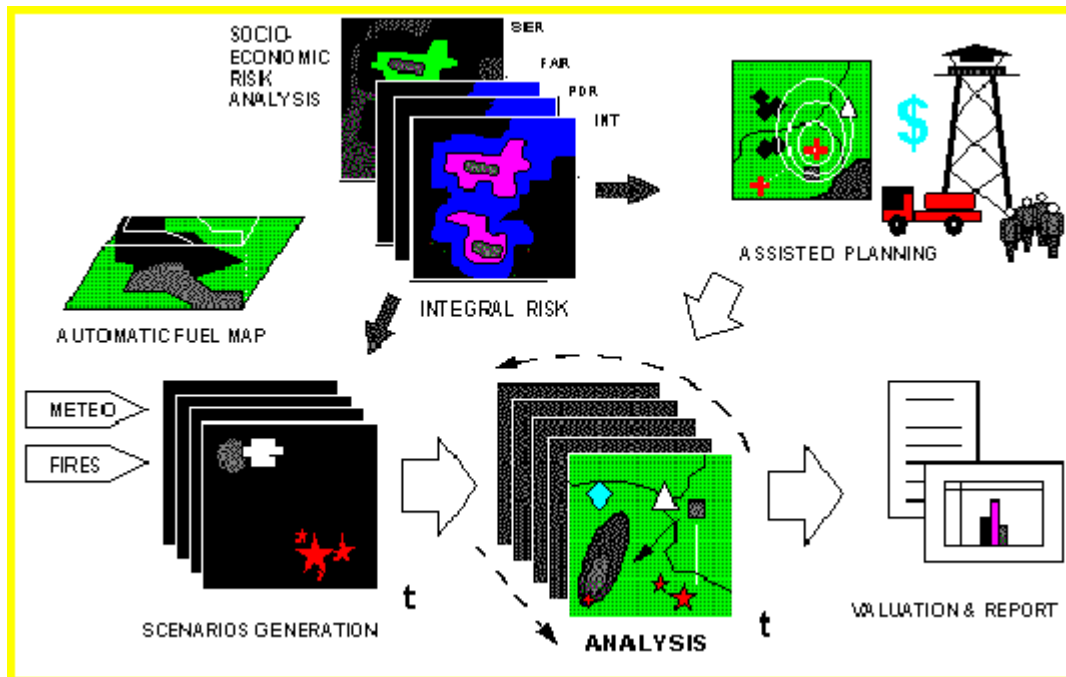 SOCIO-
ECONOMIC
RISK
ANALYSIS
SER
FAIR
PDR
INT
$
AUTOMATIC FUEL MAP
INTEGRAL RISK
ASSISTED PLANNING
METEO
FIRES
t
SCENARIOS GENERATION
t
ANALYSIS
VALUATION & REPORT